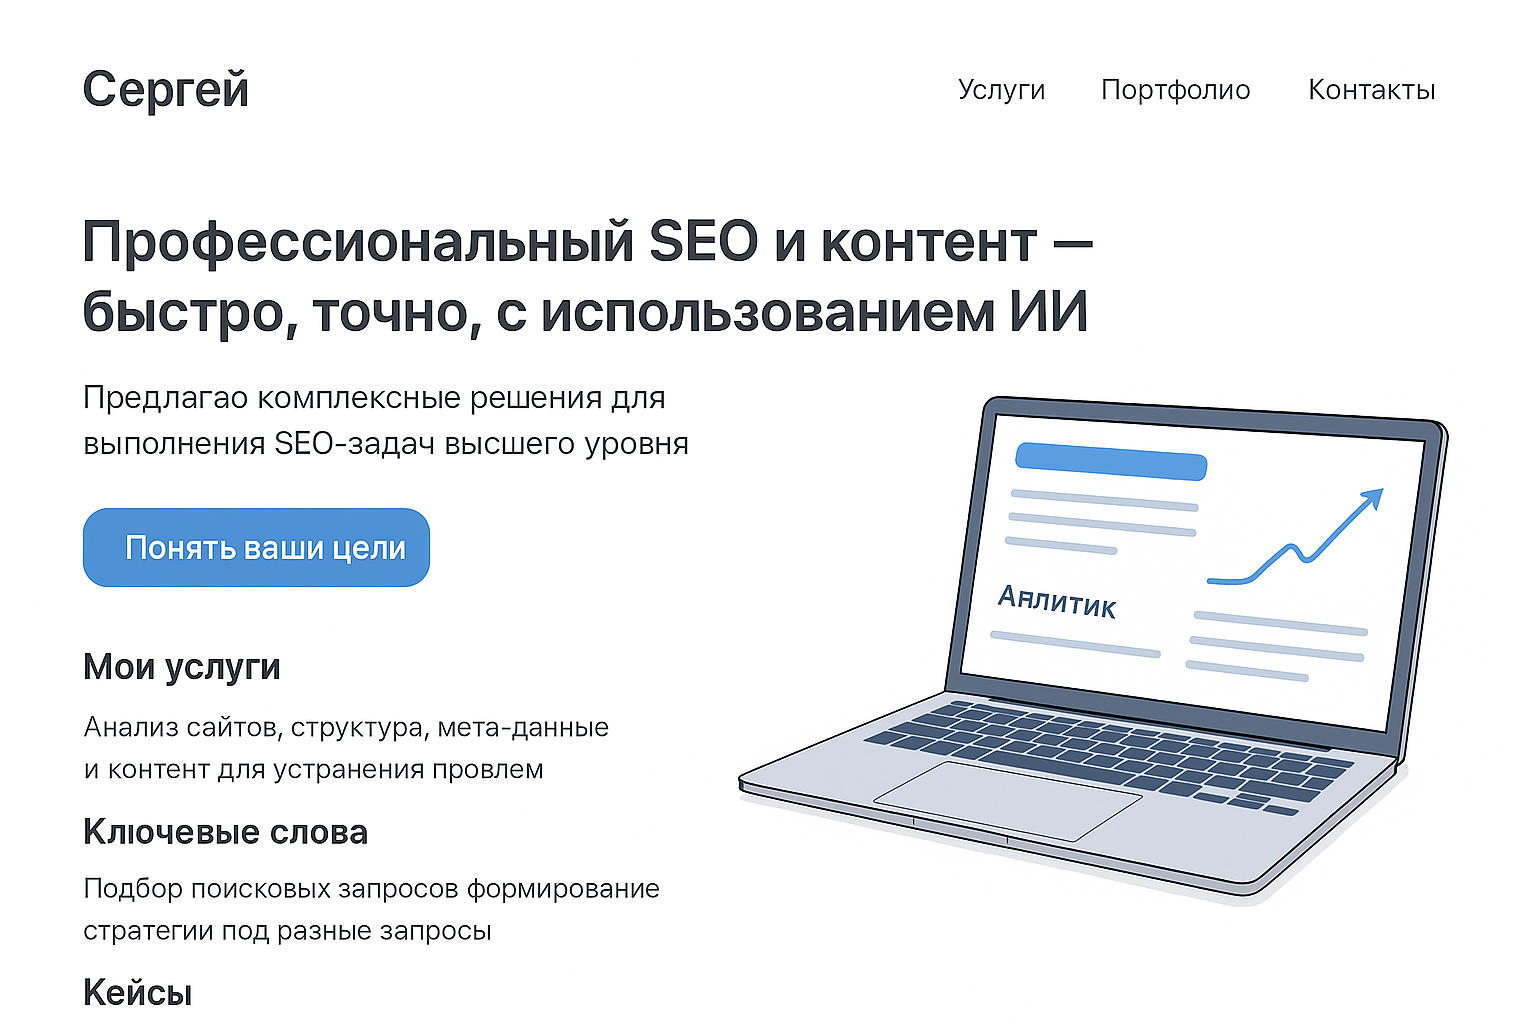 Сергей
Услуги Портфолио Контакты
Профессиональный SEO и контент —
быстро, точно, с использованием ИИ
Предлагао комплексные решения для
выполнения SEO-задач высшего уровня
Понять ваши цели
Анлитик
Мои услуги
Анализ сайтов, структура, мета-данные
и контент для устранения провлем
Ключевые слова
Подбор поисковых запросов формирование
стратегии под разные запросы
Кейсы